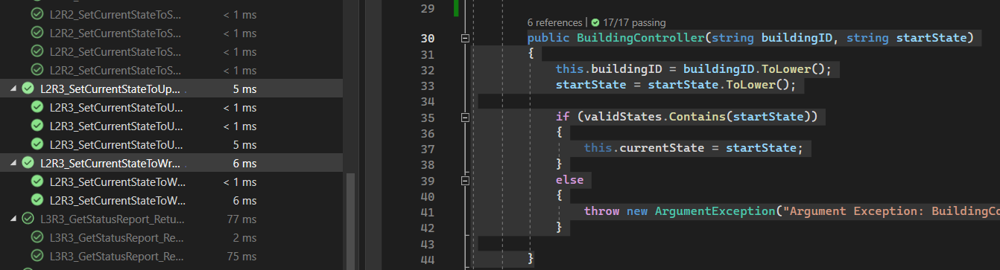 L2R2_SetCurrentStateToS... < 1 ms
L2R2_SetCurrentStateToS... < 1 ms
L2R2_SetCurrentStateToS... < 1 ms
L2R2_SetCurrentStateToS... < 1 ms
L2R3_SetCurrentStateToUp... 5 ms
L2R3_SetCurrentStateToU... < 1 ms
L2R3_SetCurrentStateToU... < 1 ms
L2R3_SetCurrentStateToU... 5 ms
L2R3_SetCurrentStateToWr... 6 ms
L2R3_SetCurrentStateToW... < 1 ms
L2R3_SetCurrentStateToW... 6 ms
L3R3_GetStatusReport_Retu... 77 ms
L3R3_GetStatusReport_Re... 2 ms
L3R3_GetStatusReport_Re... 75 ms
29
6 references | 17/17 passing
30 public BuildingController(string buildingID, string startState)
31 {
32 this.buildingID = buildingID.ToLower();
33 startState = startState.ToLower();
34
35 if (validStates.Contains(startState))
36 {
37 this.currentState = startState;
38 }
39 else
40 {
41 throw new ArgumentException("Argument Exception: BuildingCo
42 }
43
44 }